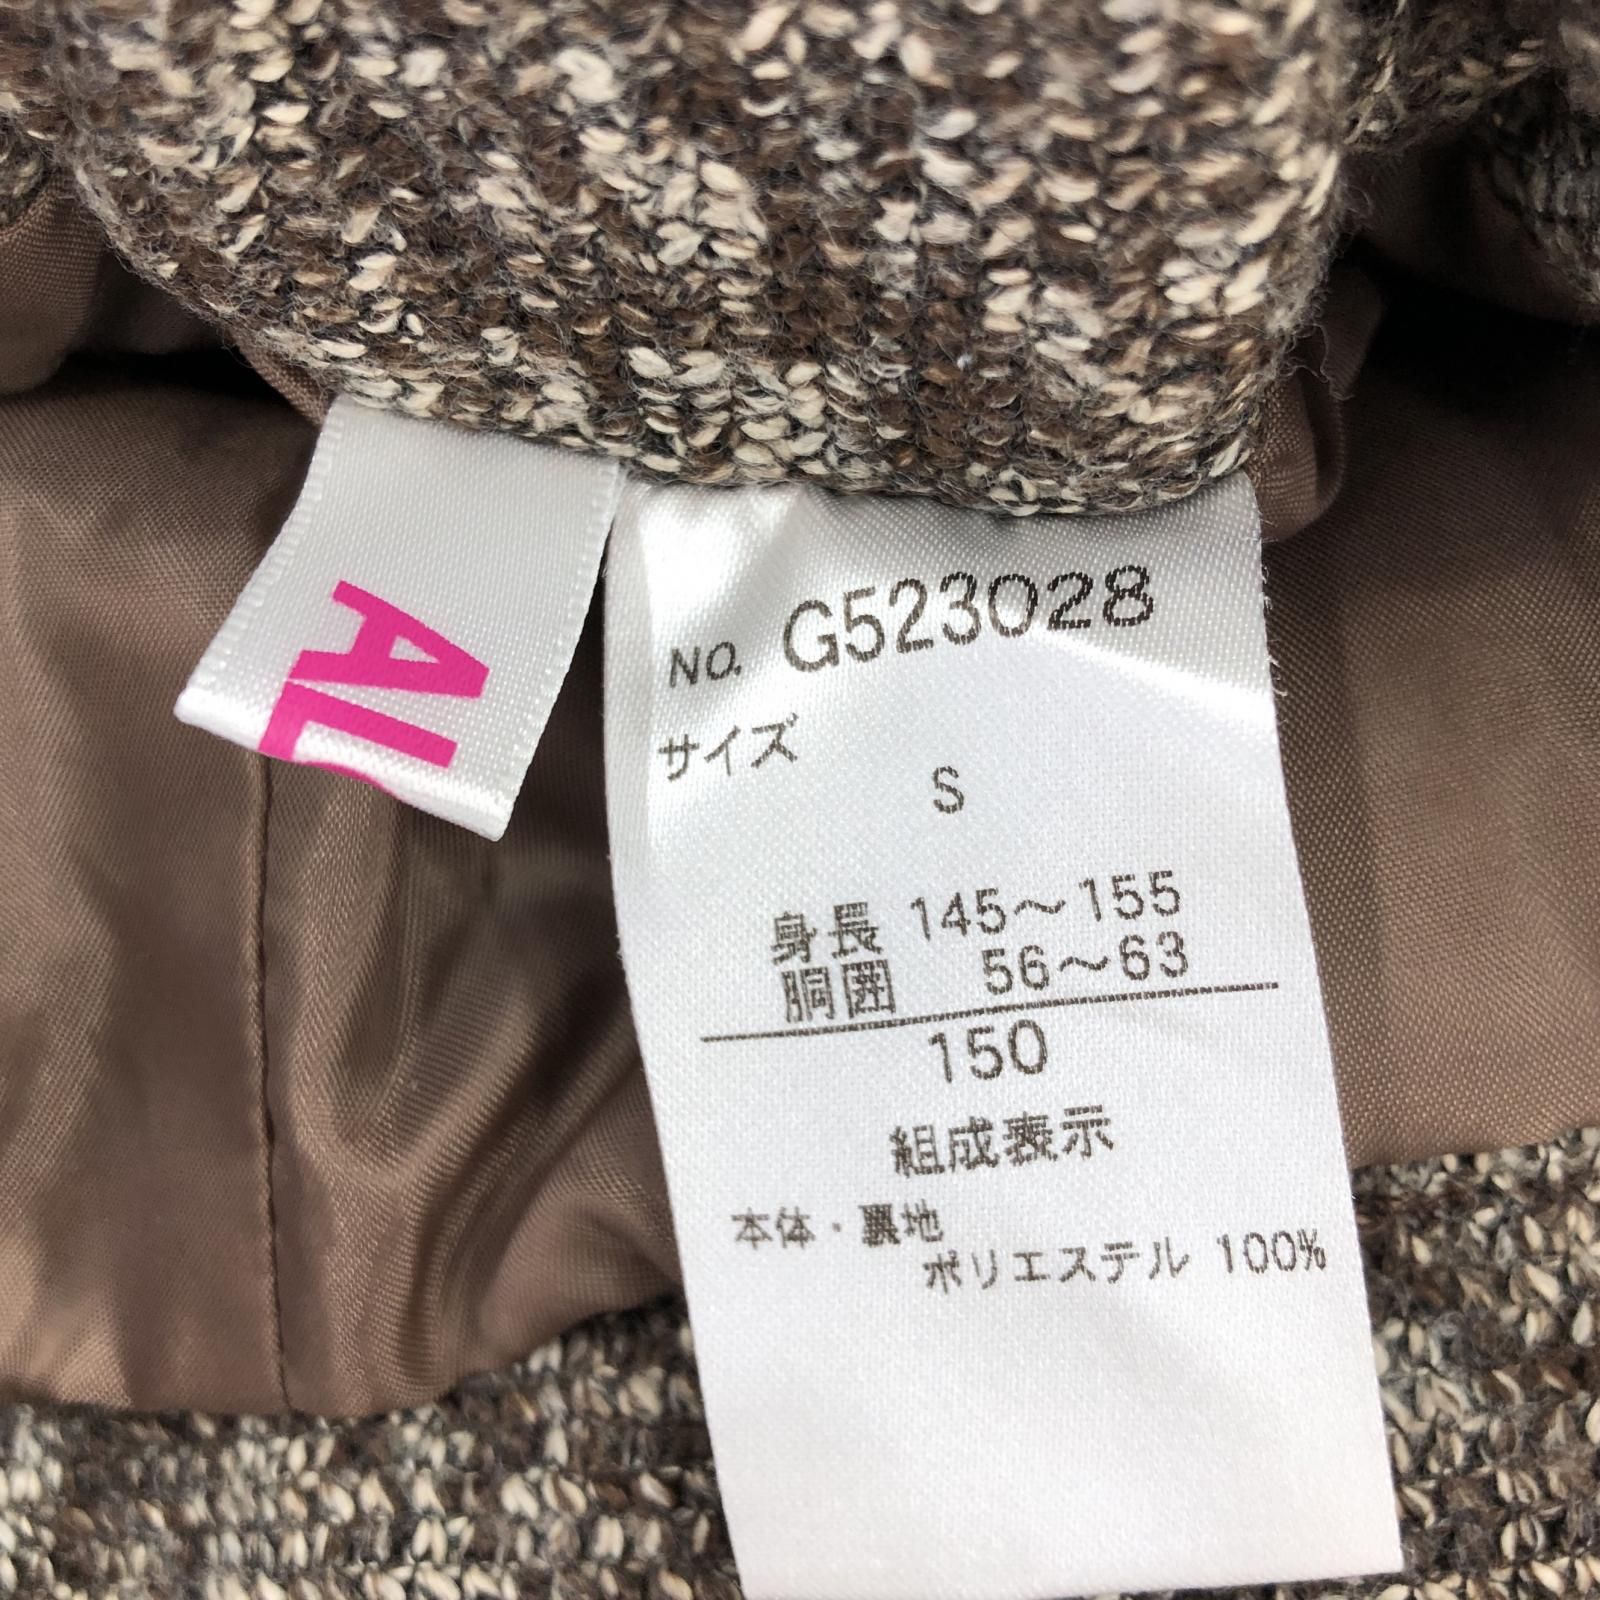 AL
NO. G523028
サイズ
S
身長 145〜155
胴囲 56〜63
150
組成表示
本体・裏地
ポリエステル 100%